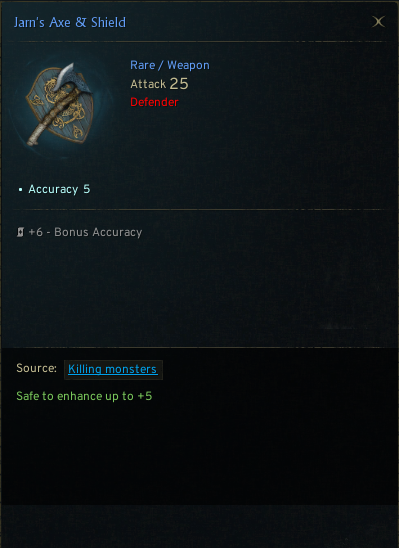 Jarn's Axe & Shield
Rare / Weapon
Attack 25
Defender
• Accuracy 5
+6 - Bonus Accuracy
Source: Killing monsters
Safe to enhance up to +5